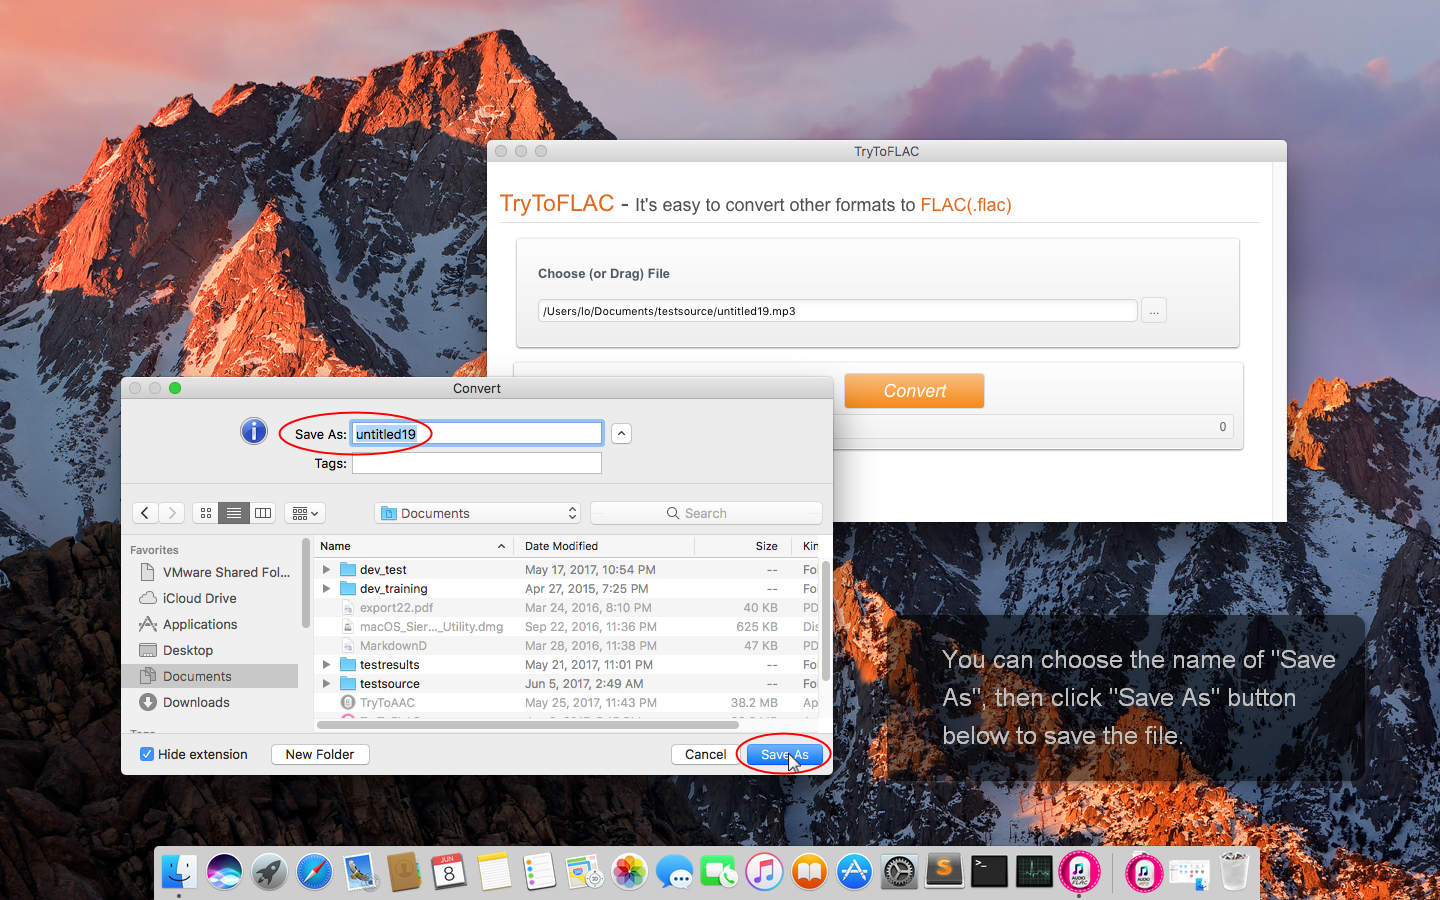 TryToFLAC
TryToFLAC - It's easy to convert other formats to FLAC(.flac)
Choose (or Drag) File
/Users/lo/Documents/testsource/untitled19.mp3
...
Convert
0
Convert
Save As: untitled19
Tags:
Documents
Search
Favorites
VMware Shared Fol...
iCloud Drive
Applications
Desktop
Documents
Downloads
Tags
Name Date Modified Size Kin
dev_test May 17, 2017, 10:54 PM -- Fo
dev_training Apr 27, 2015, 7:25 PM -- Fo
export22.pdf Mar 24, 2016, 8:10 PM 40 KB PD
macOS_Sier..._Utility.dmg Sep 22, 2016, 11:36 PM 625 KB Dis
MarkdownD Mar 28, 2016, 11:38 PM 47 KB PD
testresults May 21, 2017, 11:01 PM -- Fo
testsource Jun 5, 2017, 2:49 AM -- Fo
TryToAAC May 25, 2017, 11:43 PM 38.2 MB Ap
Hide extension
New Folder
Cancel
Save As
You can choose the name of "Save
As", then click "Save As" button
below to save the file.
JUN
8
AUDIO
FLAC
AUDIO